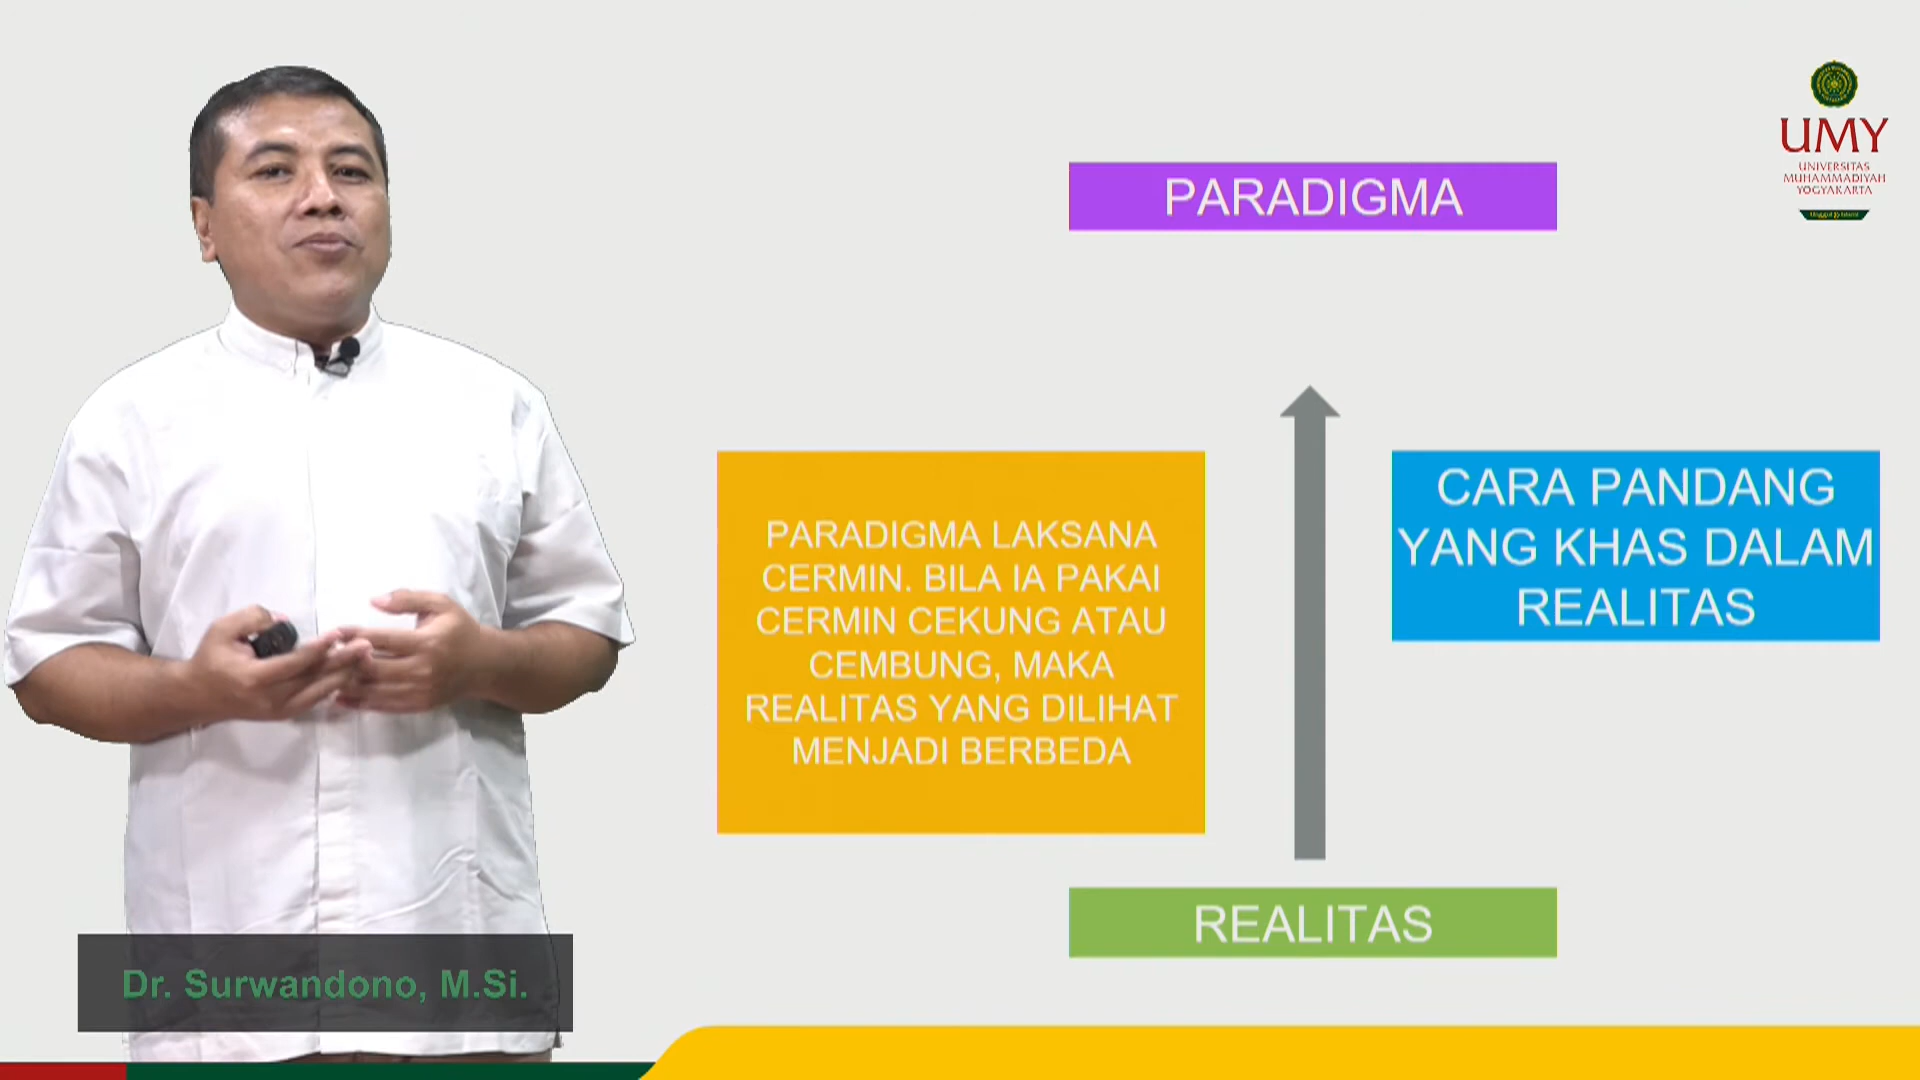 PARADIGMA
UMY
UNIVERSITAS
MUHAMMADIYAH
YOGYAKARTA
PARADIGMA LAKSANA
CERMIN. BILA IA PAKAI
CERMIN CEKUNG ATAU
CEMBUNG, MAKA
REALITAS YANG DILIHAT
MENJADI BERBEDA
CARA PANDANG
YANG KHAS DALAM
REALITAS
REALITAS
Dr. Surwandono, M.Si.